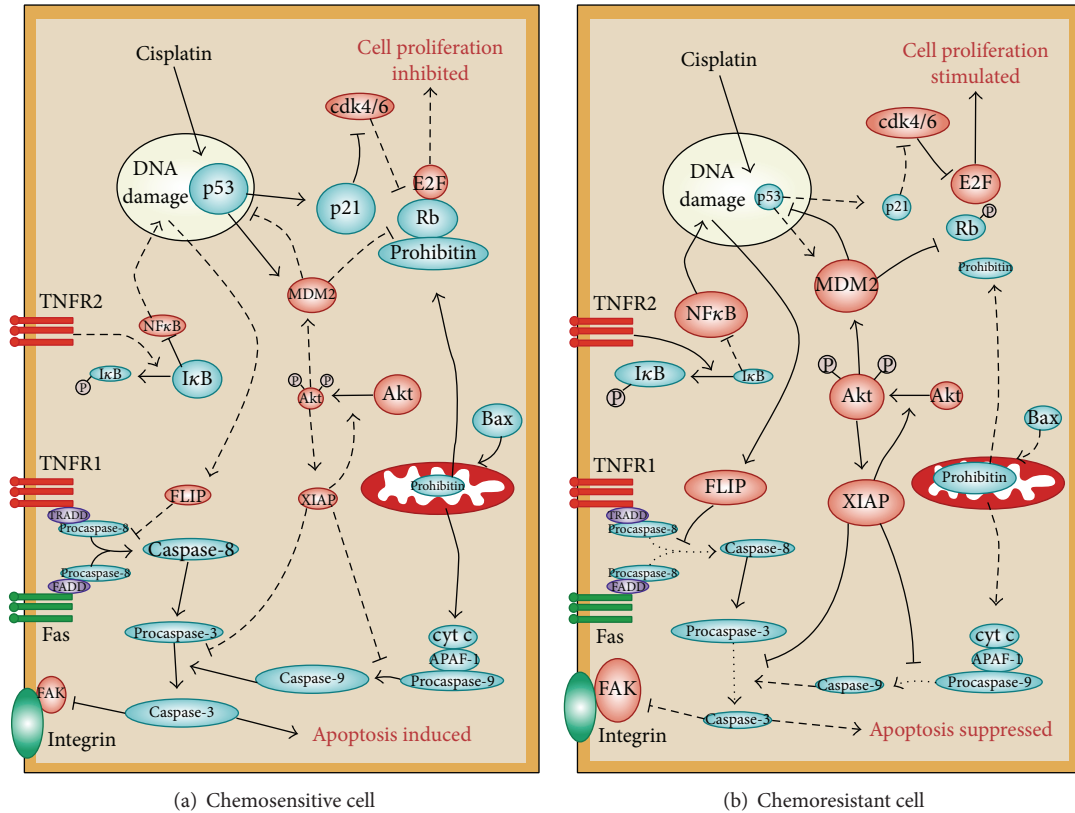 Cisplatin
Cell proliferation
inhibited
cdk4/6
DNA
damage
p53
p21
E2F
Rb
Prohibitin
MDM2
TNFR2
NFκB
IκB
P
IκB
P
P
Akt
Akt
Bax
Prohibitin
TNFR1
FLIP
XIAP
TRADD
Procaspase-8
Caspase-8
Procaspase-8
FADD
Fas
Procaspase-3
cyt c
APAF-1
Procaspase-9
Caspase-9
FAK
Caspase-3
Integrin
Apoptosis induced
(a) Chemosensitive cell
Cisplatin
Cell proliferation
stimulated
cdk4/6
DNA
damage
p53
p21
E2F
P
Rb
Prohibitin
MDM2
TNFR2
NFκB
IκB
P
IκB
P
P
Akt
Akt
Bax
Prohibitin
TNFR1
FLIP
XIAP
TRADD
Procaspase-8
Caspase-8
Procaspase-8
FADD
Fas
Procaspase-3
cyt c
APAF-1
Procaspase-9
Caspase-9
FAK
Caspase-3
Integrin
Apoptosis suppressed
(b) Chemoresistant cell